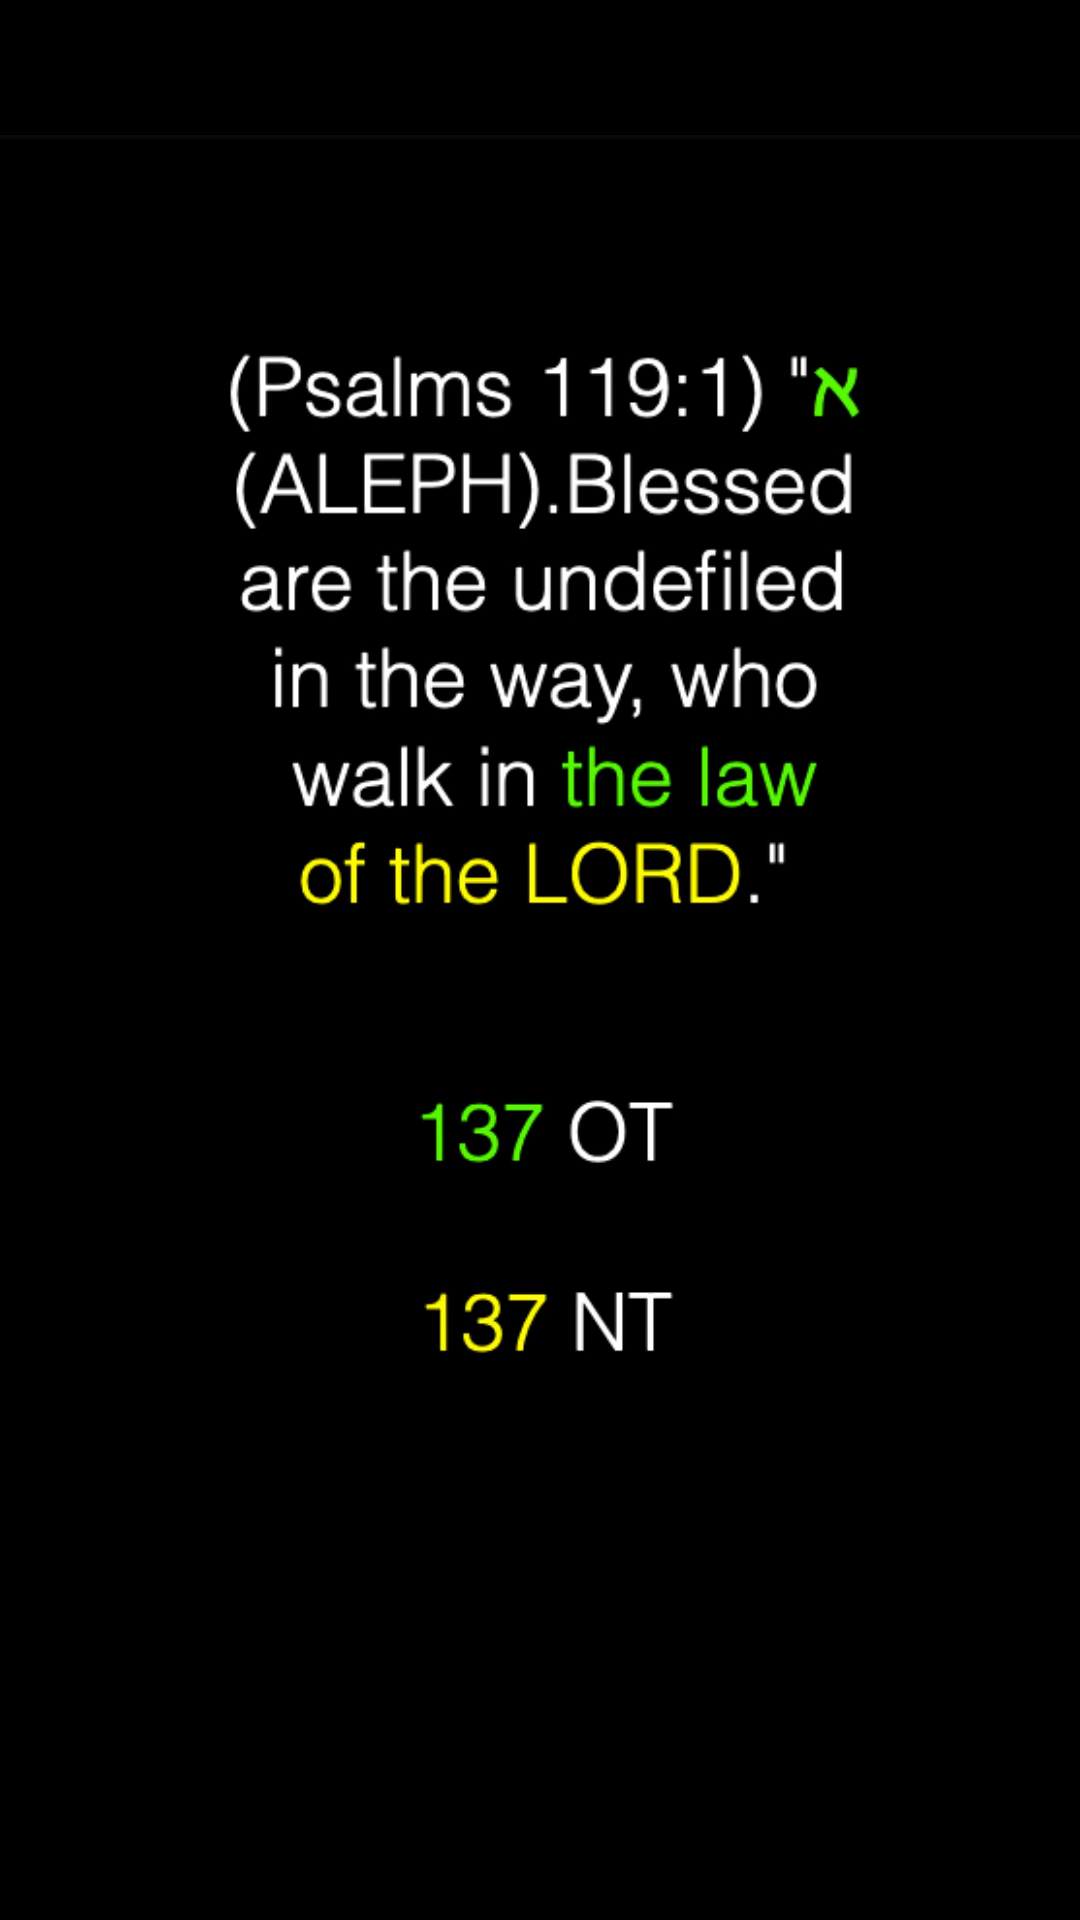 (Psalms 119:1) "א
(ALEPH).Blessed
are the undefiled
in the way, who
walk in the law
of the LORD."
137 OT
137 NT